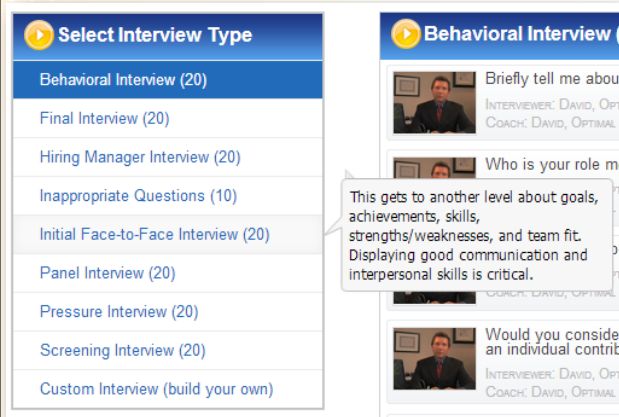 Select Interview Type
Behavioral Interview (20)
Final Interview (20)
Hiring Manager Interview (20)
Inappropriate Questions (10)
Initial Face-to-Face Interview (20)
Panel Interview (20)
Pressure Interview (20)
Screening Interview (20)
Custom Interview (build your own)
Behavioral Interview (
Briefly tell me abou
Interviewer: David, Opt
Coach: David, Optimal
Who is your role m
This gets to another level about goals,
achievements, skills,
strengths/weaknesses, and team fit.
Displaying good communication and
interpersonal skills is critical.
Coach: David, Optimal
Would you conside
an individual contrib
Interviewer: David, Opt
Coach: David, Optimal